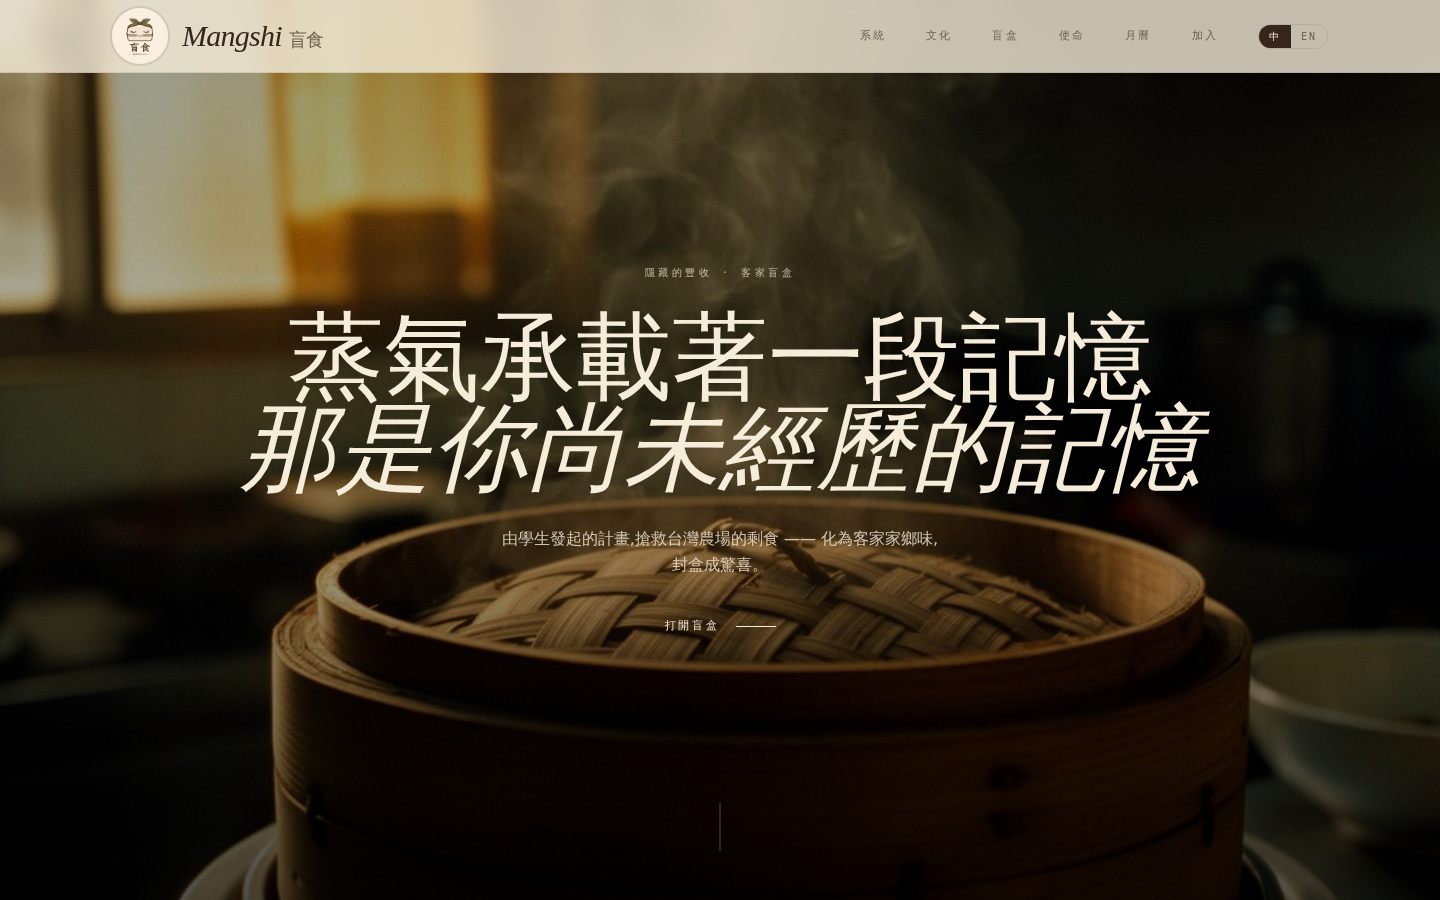 盲食
Mangshi 盲食
系統 文化 盲盒 使命 月曆 加入 中 EN
隱藏的豐收 · 客家盲盒
蒸氣承載著一段記憶
那是你尚未經歷的記憶
由學生發起的計畫,搶救台灣農場的剩食 —— 化為客家家鄉味,
封盒成驚喜。
打開盲盒